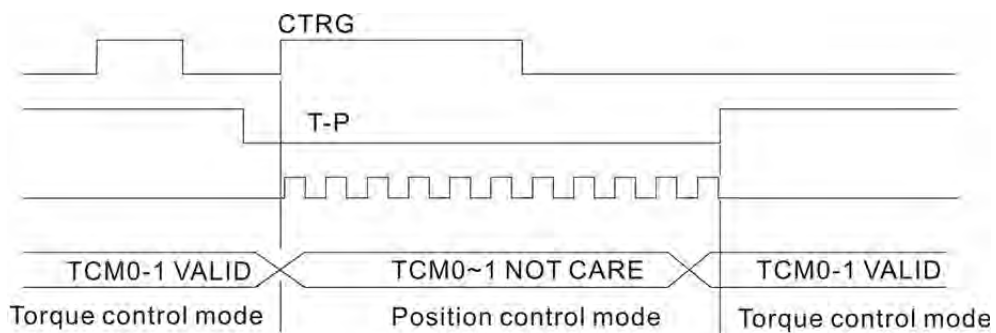 CTRG
T-P
TCM0-1 VALID TCM0~1 NOT CARE TCM0-1 VALID
Torque control mode Position control mode Torque control mode